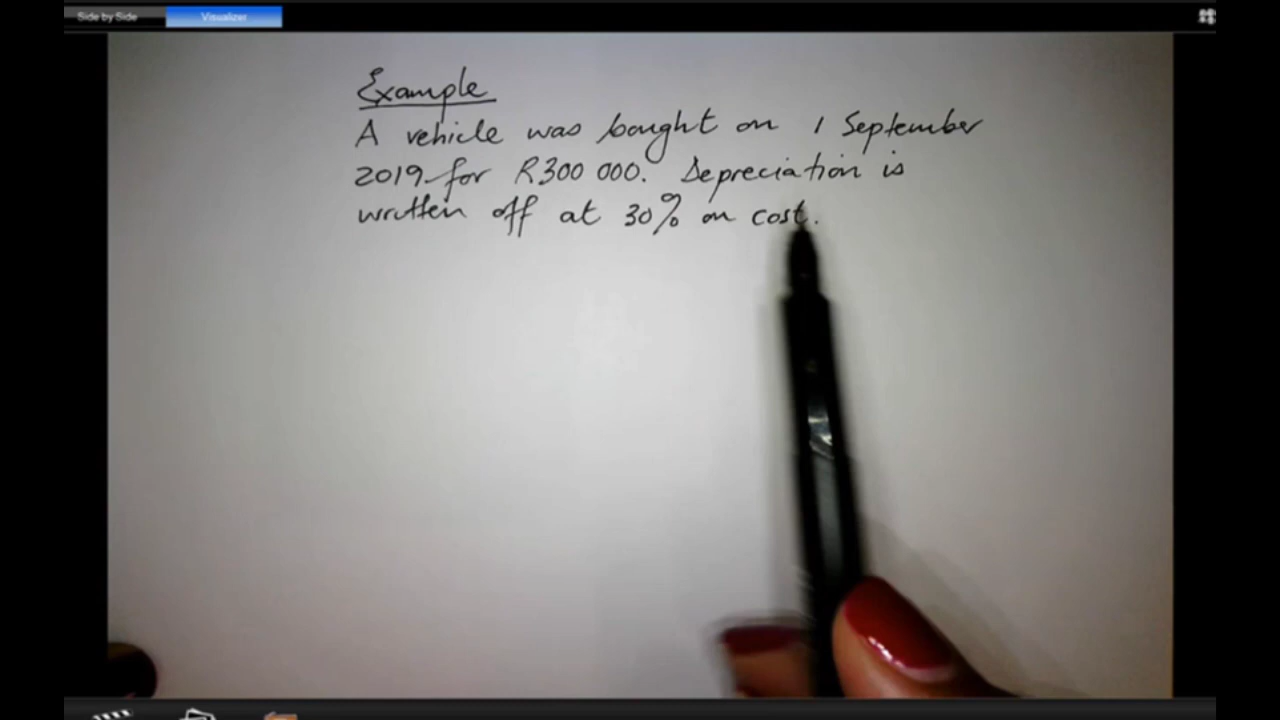 Side by Side
Visualizer
Example
A vehicle was bought on 1 September
2019 for R300 000. Depreciation is
written off at 30% on cost.